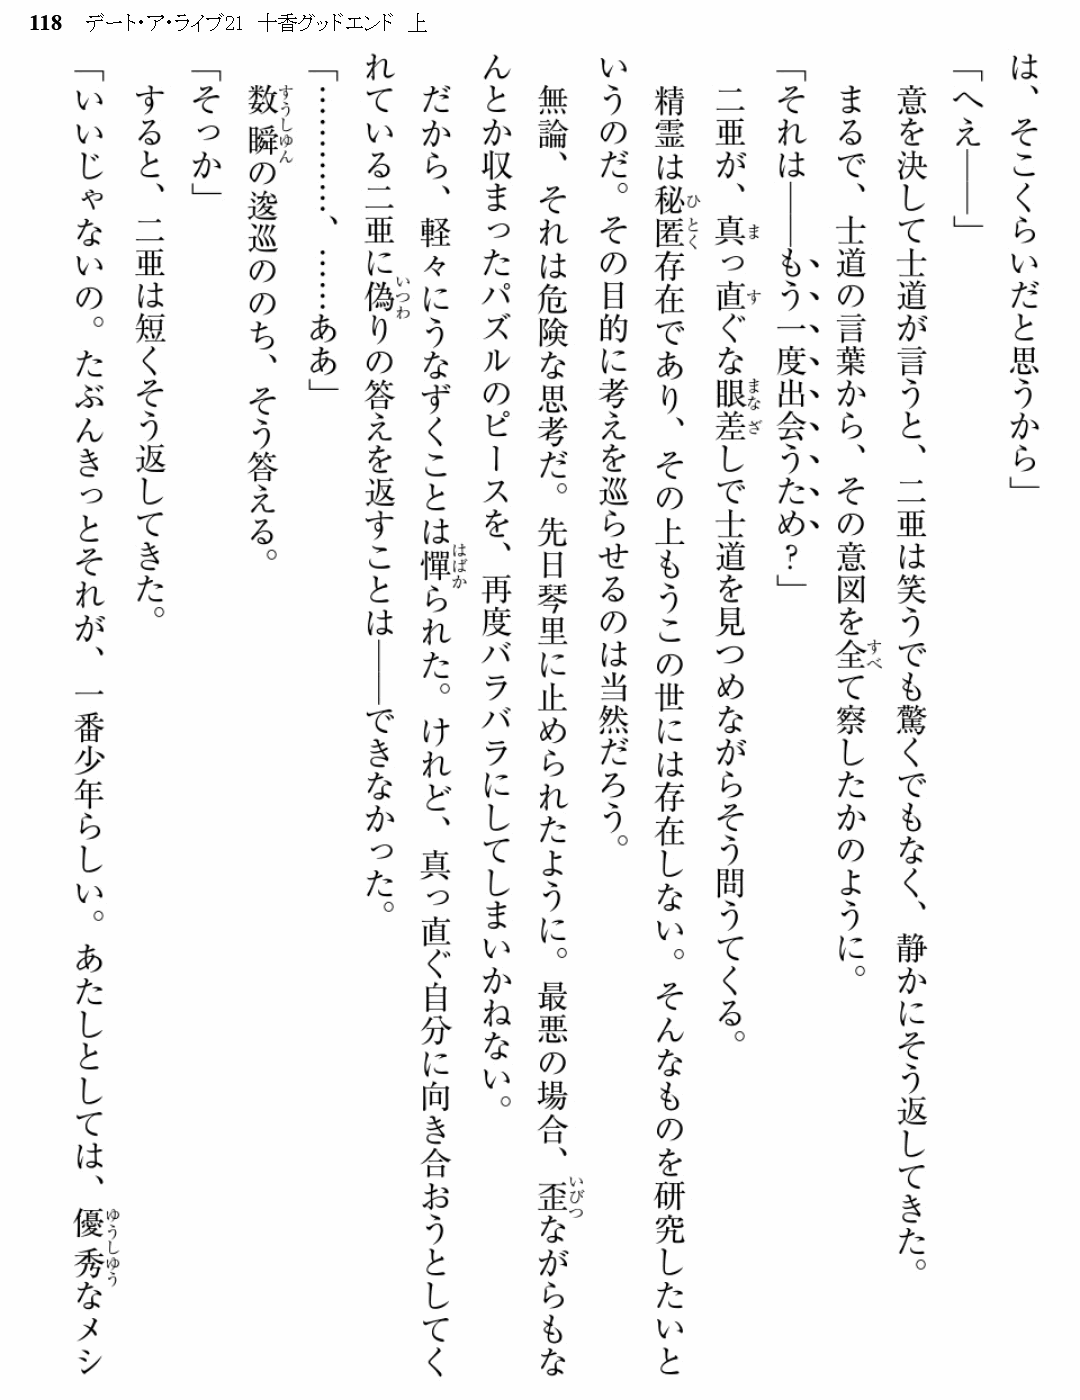 118 デート・ア・ライブ21 十香グッドエンド 上
は、そこくらいだと思うから」
「へえ――」
意を決して士道が言うと、二亜は笑うでも驚くでもなく、静かにそう返してきた。
まるで、士道の言葉から、その意図を全て察したかのように。
「それは――もう一度出会うため？」
二亜が、真っ直ぐな眼差しで士道を見つめながらそう問うてくる。
精霊は秘匿存在であり、その上もうこの世には存在しない。そんなものを研究したいと
いうのだ。その目的に考えを巡らせるのは当然だろう。
無論、それは危険な思考だ。先日琴里に止められたように。最悪の場合、歪ながらもな
んとか収まったパズルのピースを、再度バラバラにしてしまいかねない。
だから、軽々にうなずくことは憚られた。けれど、真っ直ぐ自分に向き合おうとしてく
れている二亜に偽りの答えを返すことは――できなかった。
「…………、……ああ」
数瞬の逡巡ののち、そう答える。
「そっか」
すると、二亜は短くそう返してきた。
「いいじゃないの。たぶんきっとそれが、一番少年らしい。あたしとしては、優秀なメシ